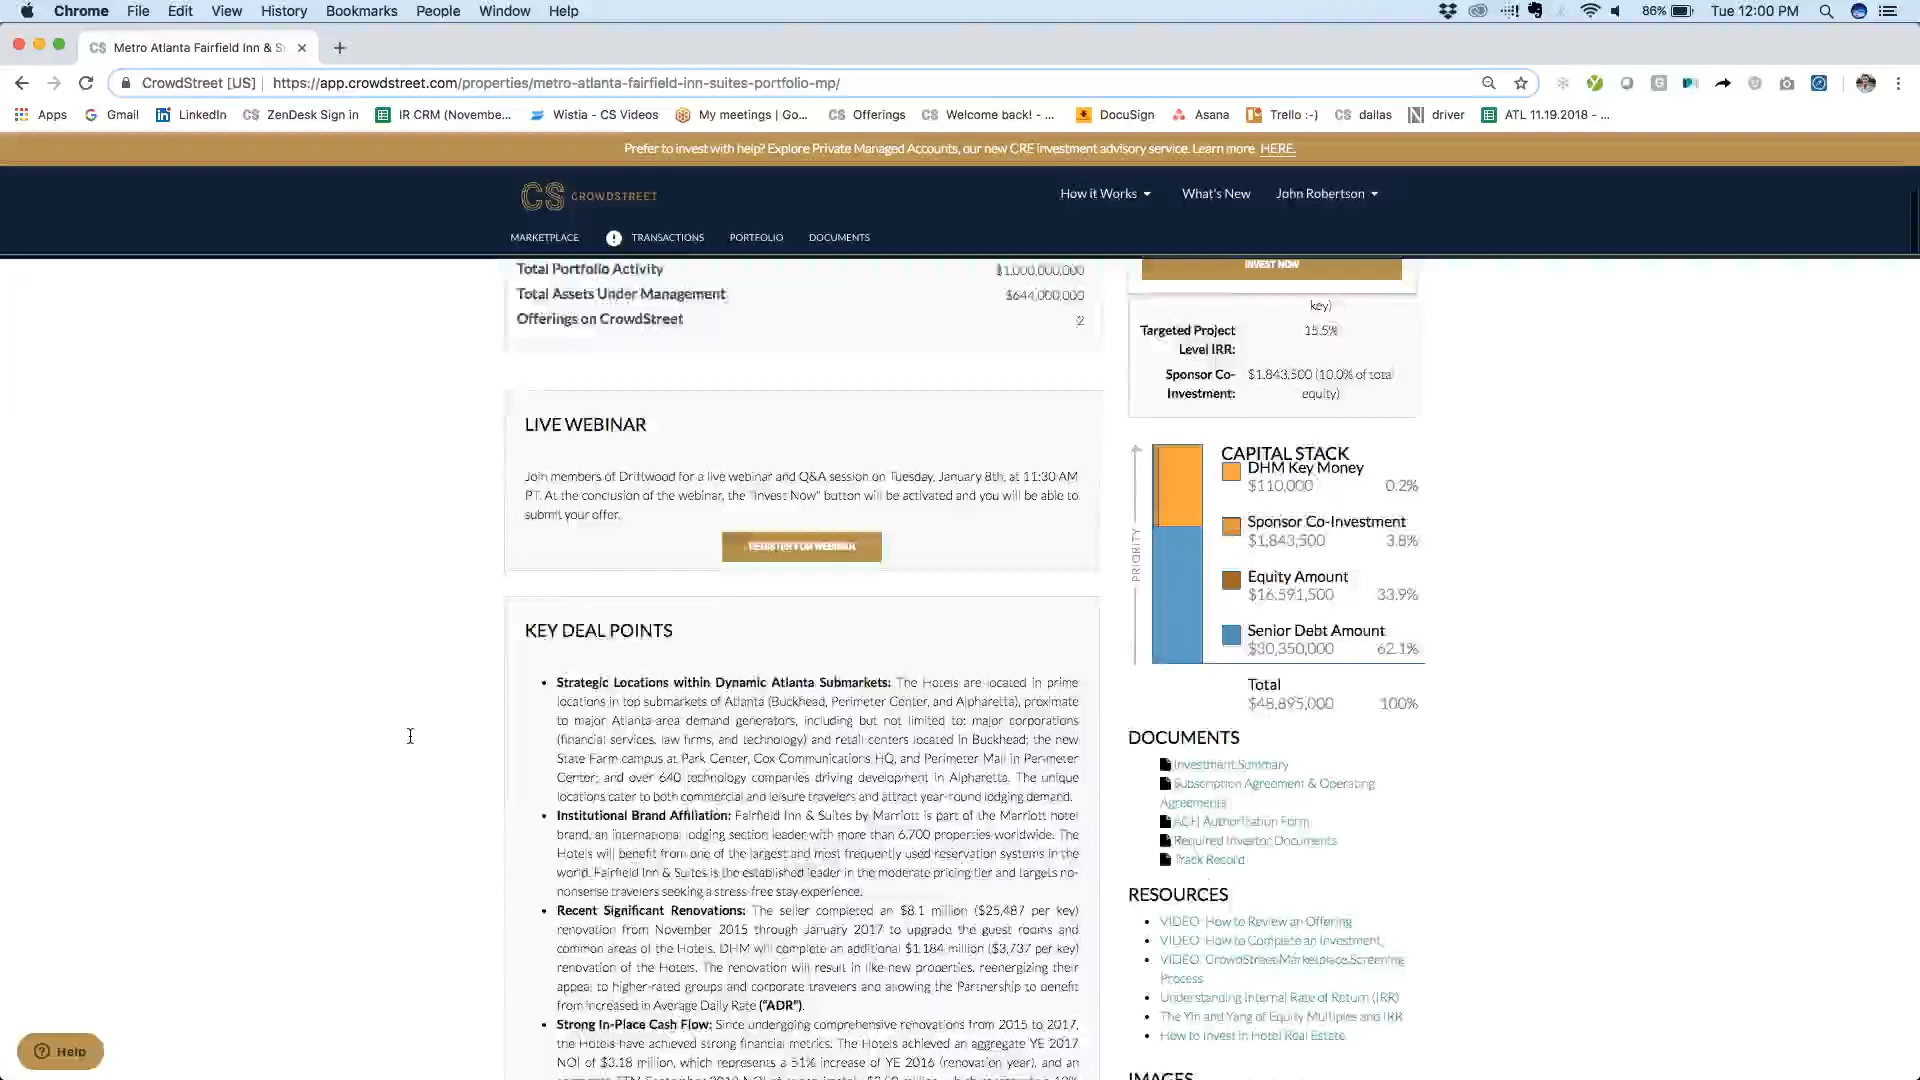 Chrome File Edit View History Bookmarks People Window Help
86% Tue 12:00 PM
CS Metro Atlanta Fairfield Inn & S
CrowdStreet [US] https://app.crowdstreet.com/properties/metro-atlanta-fairfield-inn-suites-portfolio-mp/
Apps Gmail LinkedIn ZenDesk Sign in IR CRM (Novembe... Wistia - CS Videos My meetings | Go... Offerings Welcome back! - ... DocuSign Asana Trello :-) dallas driver ATL 11.19.2018 - ...
Prefer to invest with help? Explore Private Managed Accounts, our new CRE investment advisory service. Learn more HERE.
CS CROWDSTREET
How it Works What's New John Robertson
MARKETPLACE TRANSACTIONS PORTFOLIO DOCUMENTS
Total Portfolio Activity $1,000,000,000
Total Assets Under Management $644,000,000
Offerings on CrowdStreet 2
LIVE WEBINAR
Join members of Driftwood for a live webinar and Q&A session on Tuesday, January 8th, at 11:30 AM
PT. At the conclusion of the webinar, the "Invest Now" button will be activated and you will be able to
submit your offer.
REGISTER FOR WEBINAR
KEY DEAL POINTS
• Strategic Locations within Dynamic Atlanta Submarkets: The Hotels are located in prime
locations in top submarkets of Atlanta (Buckhead, Perimeter Center, and Alpharetta), proximate
to major Atlanta-area demand generators, including but not limited to: major corporations
(financial services, law firms, and technology) and retail centers located in Buckhead; the new
State Farm campus at Park Center, Cox Communications HQ, and Perimeter Mall in Perimeter
Center; and over 640 technology companies driving development in Alpharetta. The unique
locations cater to both commercial and leisure travelers and attract year-round lodging demand.
• Institutional Brand Affiliation: Fairfield Inn & Suites by Marriott is part of the Marriott hotel
brand, an international lodging section leader with more than 6,700 properties worldwide. The
Hotels will benefit from one of the largest and most frequently used reservation systems in the
world. Fairfield Inn & Suites is the established leader in the moderate pricing tier and targets no-
nonsense travelers seeking a stress-free stay experience.
• Recent Significant Renovations: The seller completed an $8.1 million ($25,487 per key)
renovation from November 2015 through January 2017 to upgrade the guest rooms and
common areas of the Hotels. DHM will complete an additional $1.184 million ($3,737 per key)
renovation of the Hotels. The renovation will result in like-new properties, reenergizing their
appeal to higher-rated groups and corporate travelers and allowing the Partnership to benefit
from increased in Average Daily Rate ("ADR").
• Strong In-Place Cash Flow: Since undergoing comprehensive renovations from 2015 to 2017,
the Hotels have achieved strong financial metrics. The Hotels achieved an aggregate YE 2017
NOI of $3.18 million, which represents a 51% increase of YE 2016 (renovation year), and an
INVEST NOW
key)
Targeted Project Level IRR: 15.5%
Sponsor Co-Investment: $1,843,500 (10.0% of total equity)
PRIORITY
CAPITAL STACK
DHM Key Money
$110,000 0.2%
Sponsor Co-Investment
$1,843,500 3.8%
Equity Amount
$16,591,500 33.9%
Senior Debt Amount
$30,350,000 62.1%
Total
$48,895,000 100%
DOCUMENTS
Investment Summary
Subscription Agreement & Operating
Agreements
ACH Authorisation Form
Required Investor Documents
Track Record
RESOURCES
• VIDEO: How to Review an Offering
• VIDEO: How to Complete an Investment
• VIDEO: CrowdStreet Marketplace Screening
Process
• Understanding Internal Rate of Return (IRR)
• The Yin and Yang of Equity Multiples and IRR
• How to Invest in Hotel Real Estate
IMAGES
Help